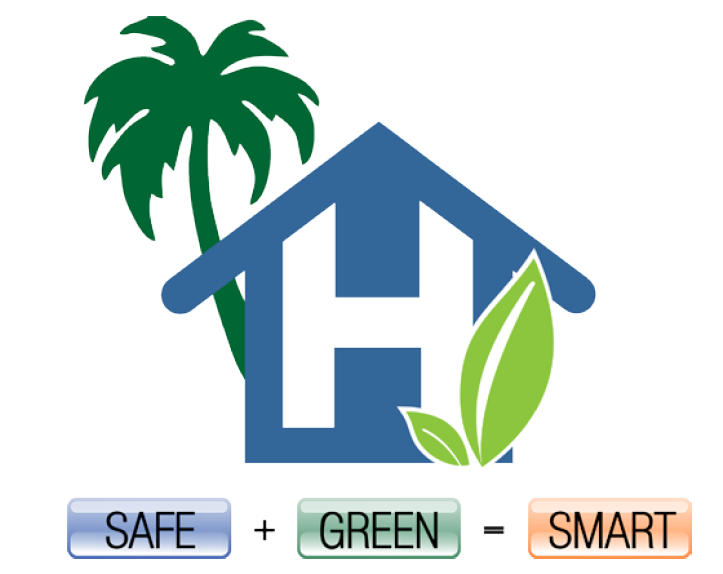 H
SAFE + GREEN = SMART